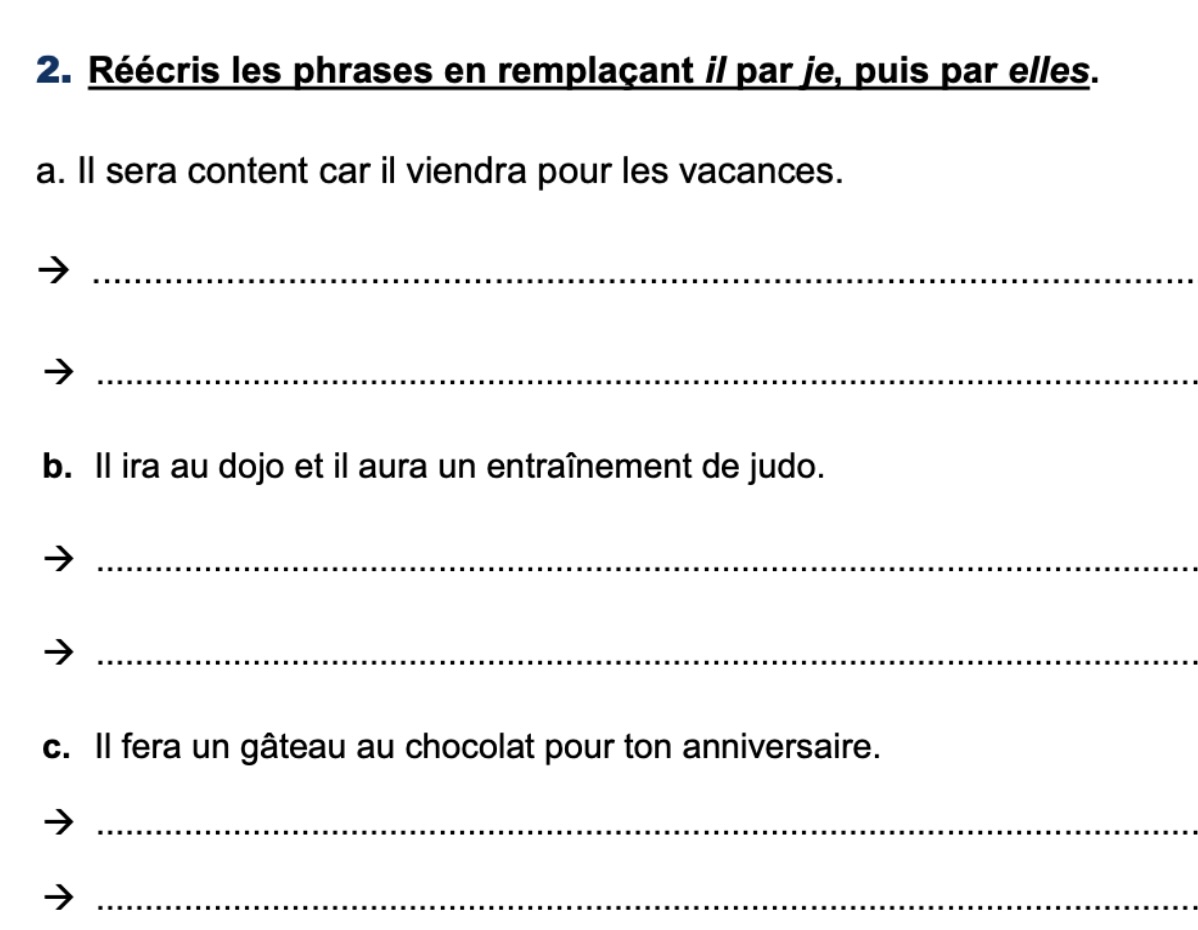 2. Réécris les phrases en remplaçant il par je, puis par elles.
a. Il sera content car il viendra pour les vacances.
→ ....................................................................................................
→ ....................................................................................................
b. Il ira au dojo et il aura un entraînement de judo.
→ ....................................................................................................
→ ....................................................................................................
c. Il fera un gâteau au chocolat pour ton anniversaire.
→ ....................................................................................................
→ ....................................................................................................